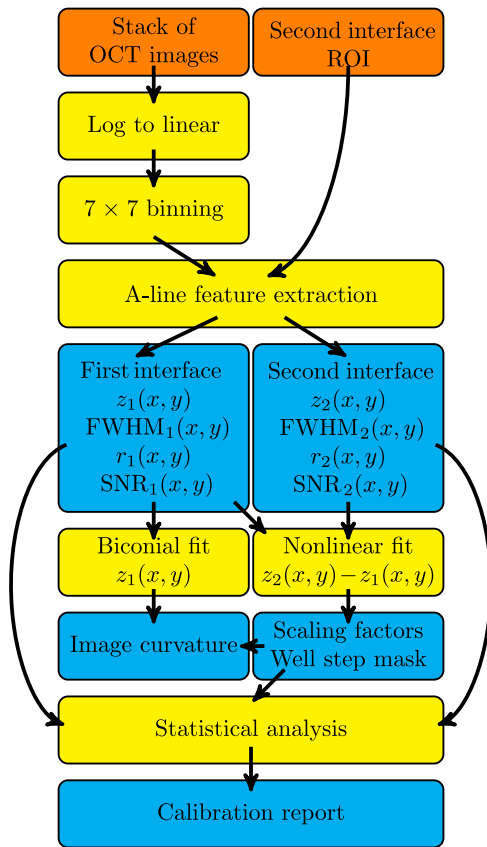 Stack of
OCT images
Second interface
ROI
Log to linear
7 × 7 binning
A-line feature extraction
First interface
z₁(x, y)
FWHM₁(x, y)
r₁(x, y)
SNR₁(x, y)
Second interface
z₂(x, y)
FWHM₂(x, y)
r₂(x, y)
SNR₂(x, y)
Biconial fit
z₁(x, y)
Nonlinear fit
z₂(x, y) − z₁(x, y)
Image curvature
Scaling factors
Well step mask
Statistical analysis
Calibration report